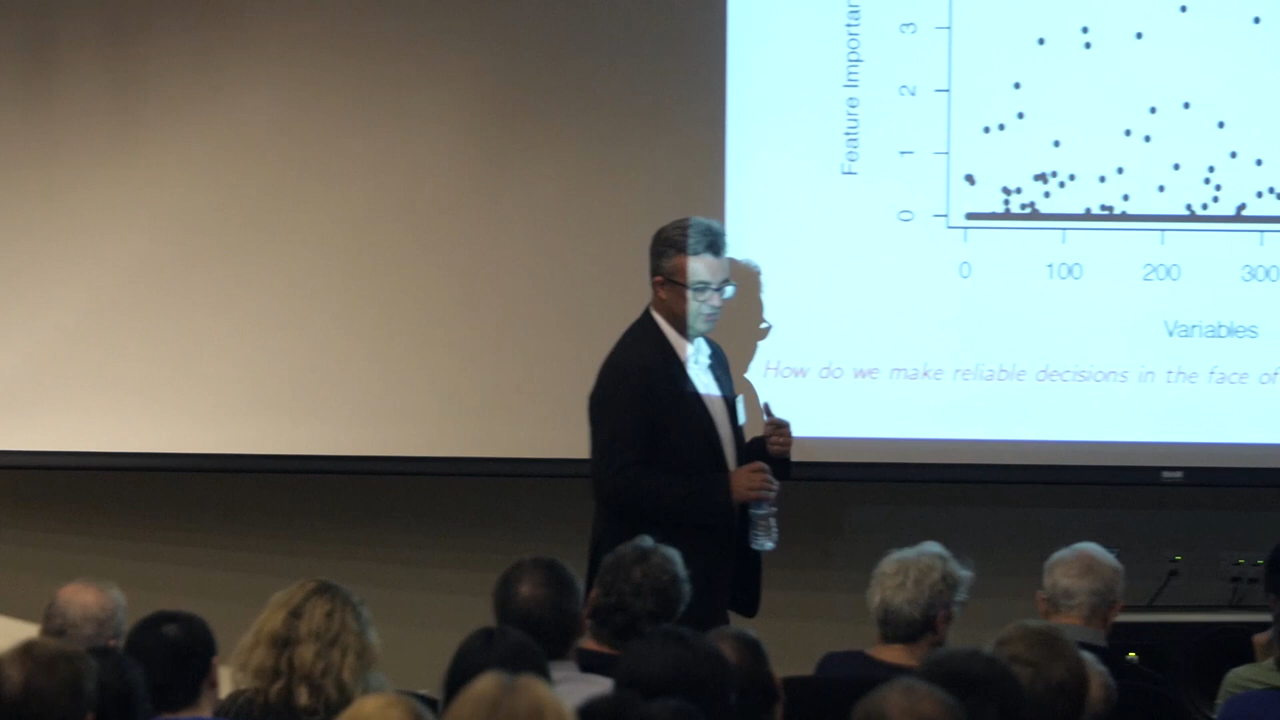 Feature Importan
3
2
1
0
0 100 200 300
Variables
How do we make reliable decisions in the face of